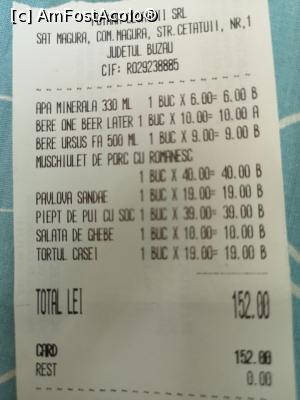 [c] AmFostAcolo.ro
SRL
SAT MAGURA, COM.MAGURA, STR.CETATUII, NR,1
JUDETUL BUZAU
CIF: RO29238885
APA MINERALA 330 ML 1 BUC X 6.00= 6.00 B
BERE ONE BEER LATER 1 BUC X 10.00= 10.00 A
BERE URSUS FA 500 ML 1 BUC X 9.00= 9.00 B
MUSCHIULET DE PORC CU ROMANESC
1 BUC X 40.00= 40.00 B
PAVLOVA SANDAE 1 BUC X 19.00= 19.00 B
PIEPT DE PUI CU SOC 1 BUC X 39.00= 39.00 B
SALATA DE GHEBE 1 BUC X 10.00= 10.00 B
TORTUL CASEI 1 BUC X 19.00= 19.00 B
TOTAL LEI 152.00
CARD 152.00
REST 0.00